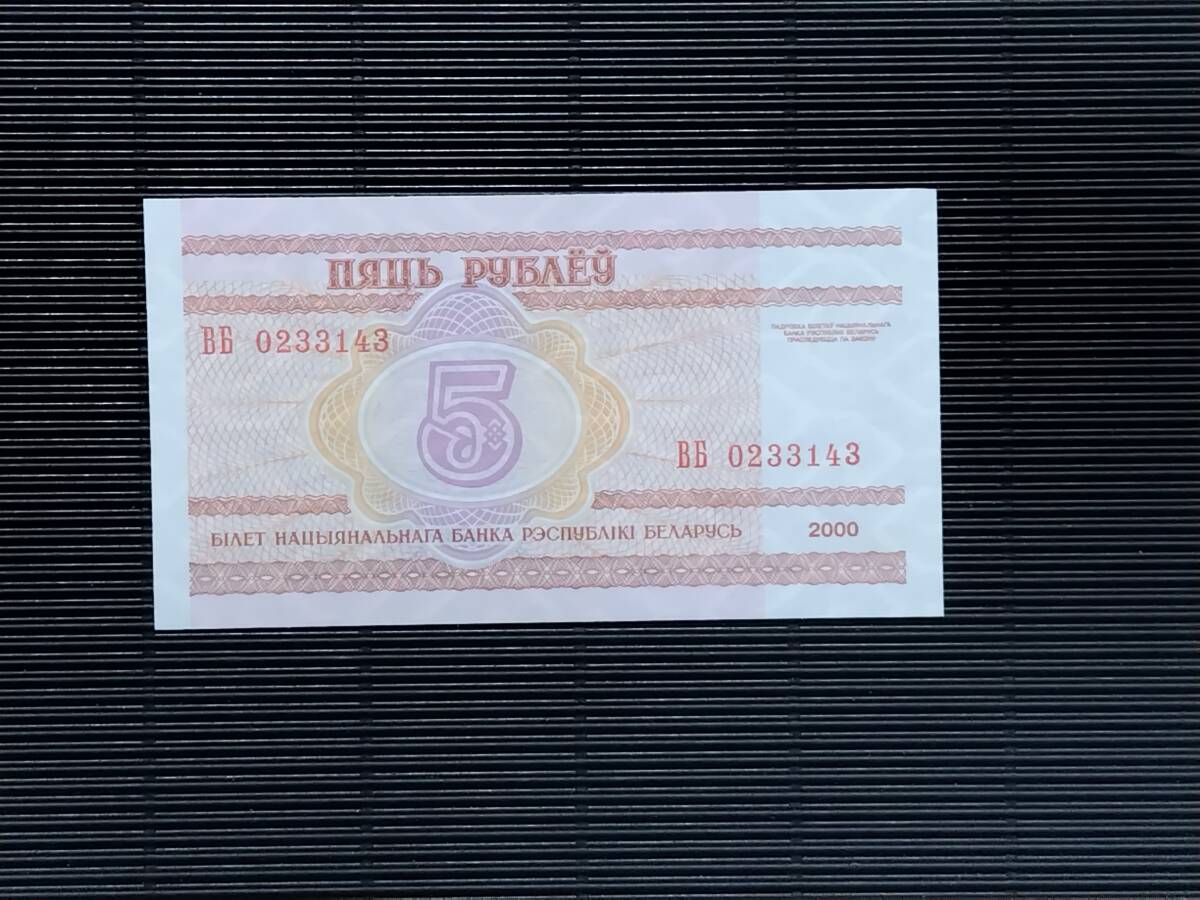 ПЯЦЬ РУБЛЁЎ
ВБ 0233143
ПАДРОБКА БІЛЕТАЎ НАЦЫЯНАЛЬНАГА
БАНКА РЭСПУБЛІКІ БЕЛАРУСЬ
ПРАСЛЕДУЕЦЦА ПА ЗАКОНУ
5
ВБ 0233143
БІЛЕТ НАЦЫЯНАЛЬНАГА БАНКА РЭСПУБЛІКІ БЕЛАРУСЬ
2000